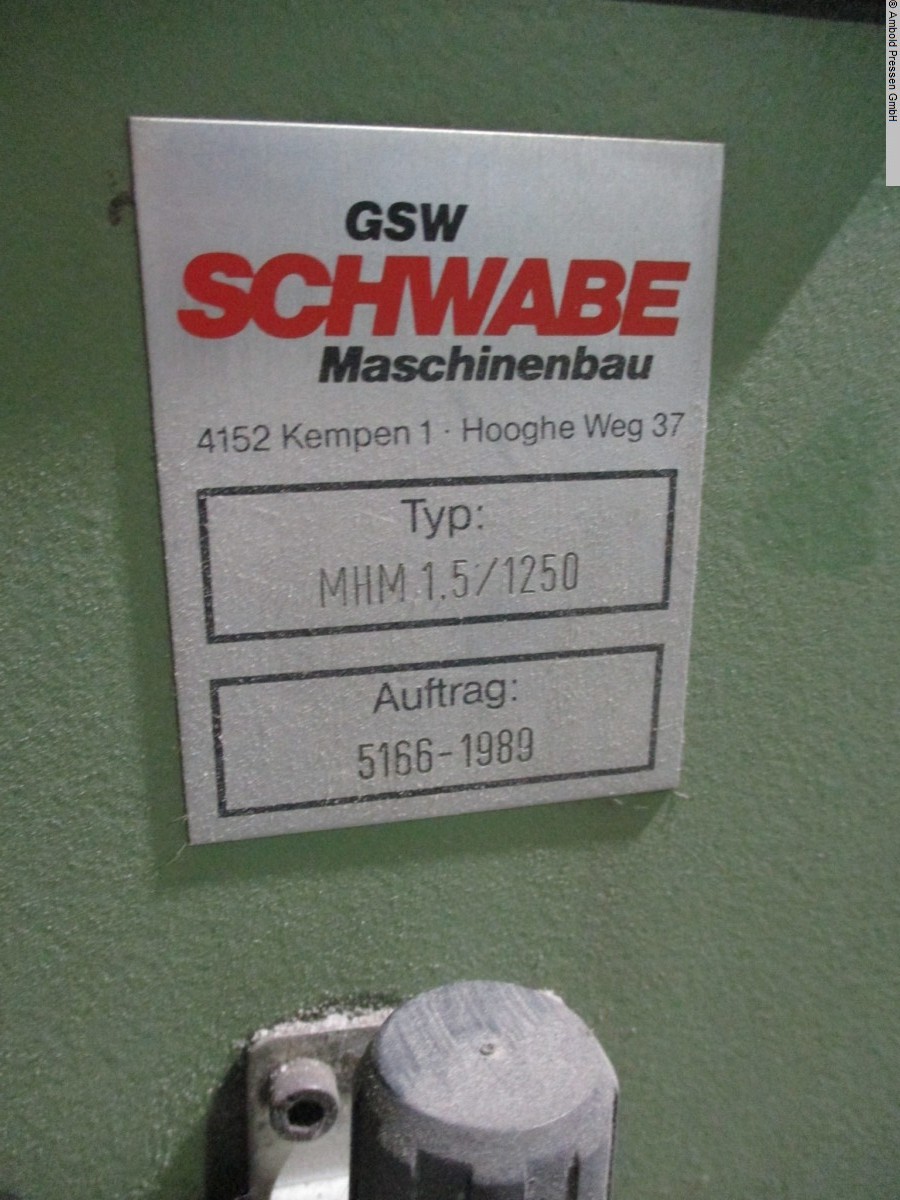 GSW
SCHWABE
Maschinenbau
4152 Kempen 1 · Hooghe Weg 37
Typ:
MHM 1.5/1250
Auftrag:
5166-1989
© Ambold Pressen GmbH